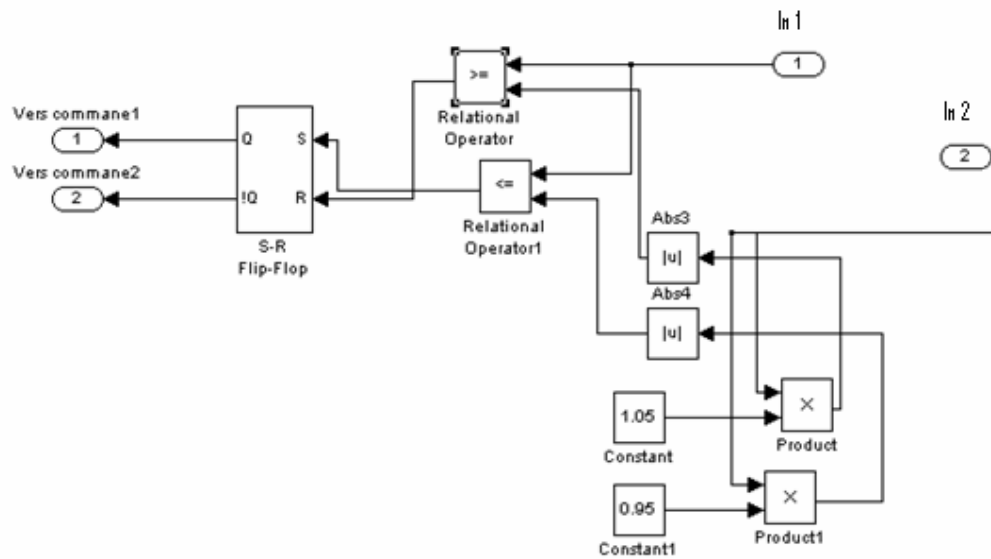 In 1
1
>=
Relational
Operator
Vers commane1
1
Q
S
In 2
2
Vers commane2
2
!Q
R
<=
Relational
Operator1
S-R
Flip-Flop
Abs3
|u|
Abs4
|u|
1.05
Constant
×
Product
0.95
Constant1
×
Product1